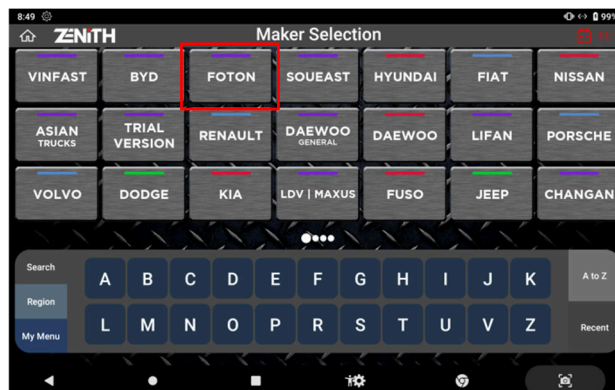 8:49 99%
ZENITH Maker Selection
VINFAST BYD FOTON SOUEAST HYUNDAI FIAT NISSAN
ASIAN TRUCKS TRIAL VERSION RENAULT DAEWOO GENERAL DAEWOO LIFAN PORSCHE
VOLVO DODGE KIA LDV | MAXUS FUSO JEEP CHANGAN
Search
Region
My Menu
A B C D E F G H I J K
L M N O P R S T U V Z
A to Z
Recent